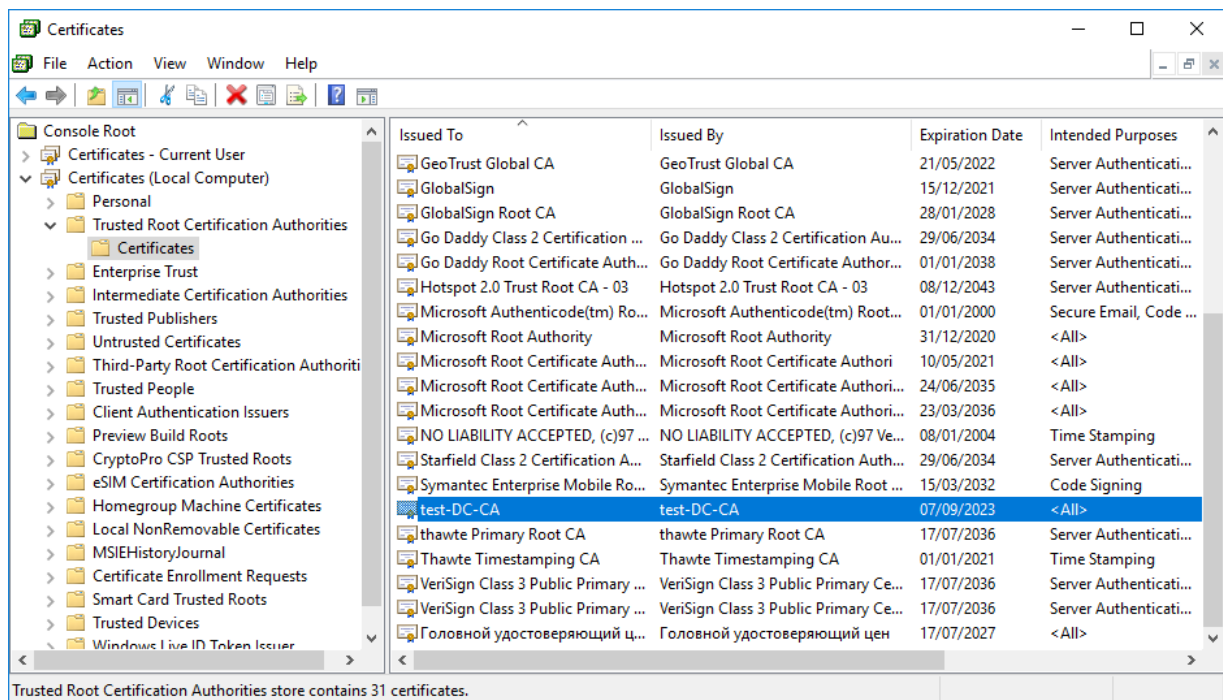 Certificates
File Action View Window Help
Console Root
Certificates - Current User
Certificates (Local Computer)
Personal
Trusted Root Certification Authorities
Certificates
Enterprise Trust
Intermediate Certification Authorities
Trusted Publishers
Untrusted Certificates
Third-Party Root Certification Authoriti
Trusted People
Client Authentication Issuers
Preview Build Roots
CryptoPro CSP Trusted Roots
eSIM Certification Authorities
Homegroup Machine Certificates
Local NonRemovable Certificates
MSIEHistoryJournal
Certificate Enrollment Requests
Smart Card Trusted Roots
Trusted Devices
Windows Live ID Token Issuer
Issued To Issued By Expiration Date Intended Purposes
GeoTrust Global CA GeoTrust Global CA 21/05/2022 Server Authenticati...
GlobalSign GlobalSign 15/12/2021 Server Authenticati...
GlobalSign Root CA GlobalSign Root CA 28/01/2028 Server Authenticati...
Go Daddy Class 2 Certification ... Go Daddy Class 2 Certification Au... 29/06/2034 Server Authenticati...
Go Daddy Root Certificate Auth... Go Daddy Root Certificate Author... 01/01/2038 Server Authenticati...
Hotspot 2.0 Trust Root CA - 03 Hotspot 2.0 Trust Root CA - 03 08/12/2043 Server Authenticati...
Microsoft Authenticode(tm) Ro... Microsoft Authenticode(tm) Root... 01/01/2000 Secure Email, Code ...
Microsoft Root Authority Microsoft Root Authority 31/12/2020 <All>
Microsoft Root Certificate Auth... Microsoft Root Certificate Authori 10/05/2021 <All>
Microsoft Root Certificate Auth... Microsoft Root Certificate Authori... 24/06/2035 <All>
Microsoft Root Certificate Auth... Microsoft Root Certificate Authori... 23/03/2036 <All>
NO LIABILITY ACCEPTED, (c)97 ... NO LIABILITY ACCEPTED, (c)97 Ve... 08/01/2004 Time Stamping
Starfield Class 2 Certification A... Starfield Class 2 Certification Auth... 29/06/2034 Server Authenticati...
Symantec Enterprise Mobile Ro... Symantec Enterprise Mobile Root ... 15/03/2032 Code Signing
test-DC-CA test-DC-CA 07/09/2023 <All>
thawte Primary Root CA thawte Primary Root CA 17/07/2036 Server Authenticati...
Thawte Timestamping CA Thawte Timestamping CA 01/01/2021 Time Stamping
VeriSign Class 3 Public Primary ... VeriSign Class 3 Public Primary Ce... 17/07/2036 Server Authenticati...
VeriSign Class 3 Public Primary ... VeriSign Class 3 Public Primary Ce... 17/07/2036 Server Authenticati...
Головной удостоверяющий ц... Головной удостоверяющий цен 17/07/2027 <All>
Trusted Root Certification Authorities store contains 31 certificates.